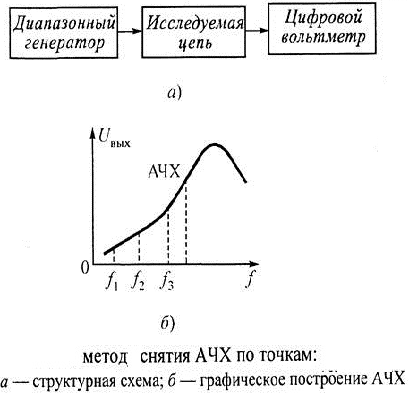 Диапазонный генератор
Исследуемая цепь
Цифровой вольтметр
а)
Uвых
АЧХ
0
f1 f2 f3 f
б)
метод снятия АЧХ по точкам:
а — структурная схема; б — графическое построение АЧХ